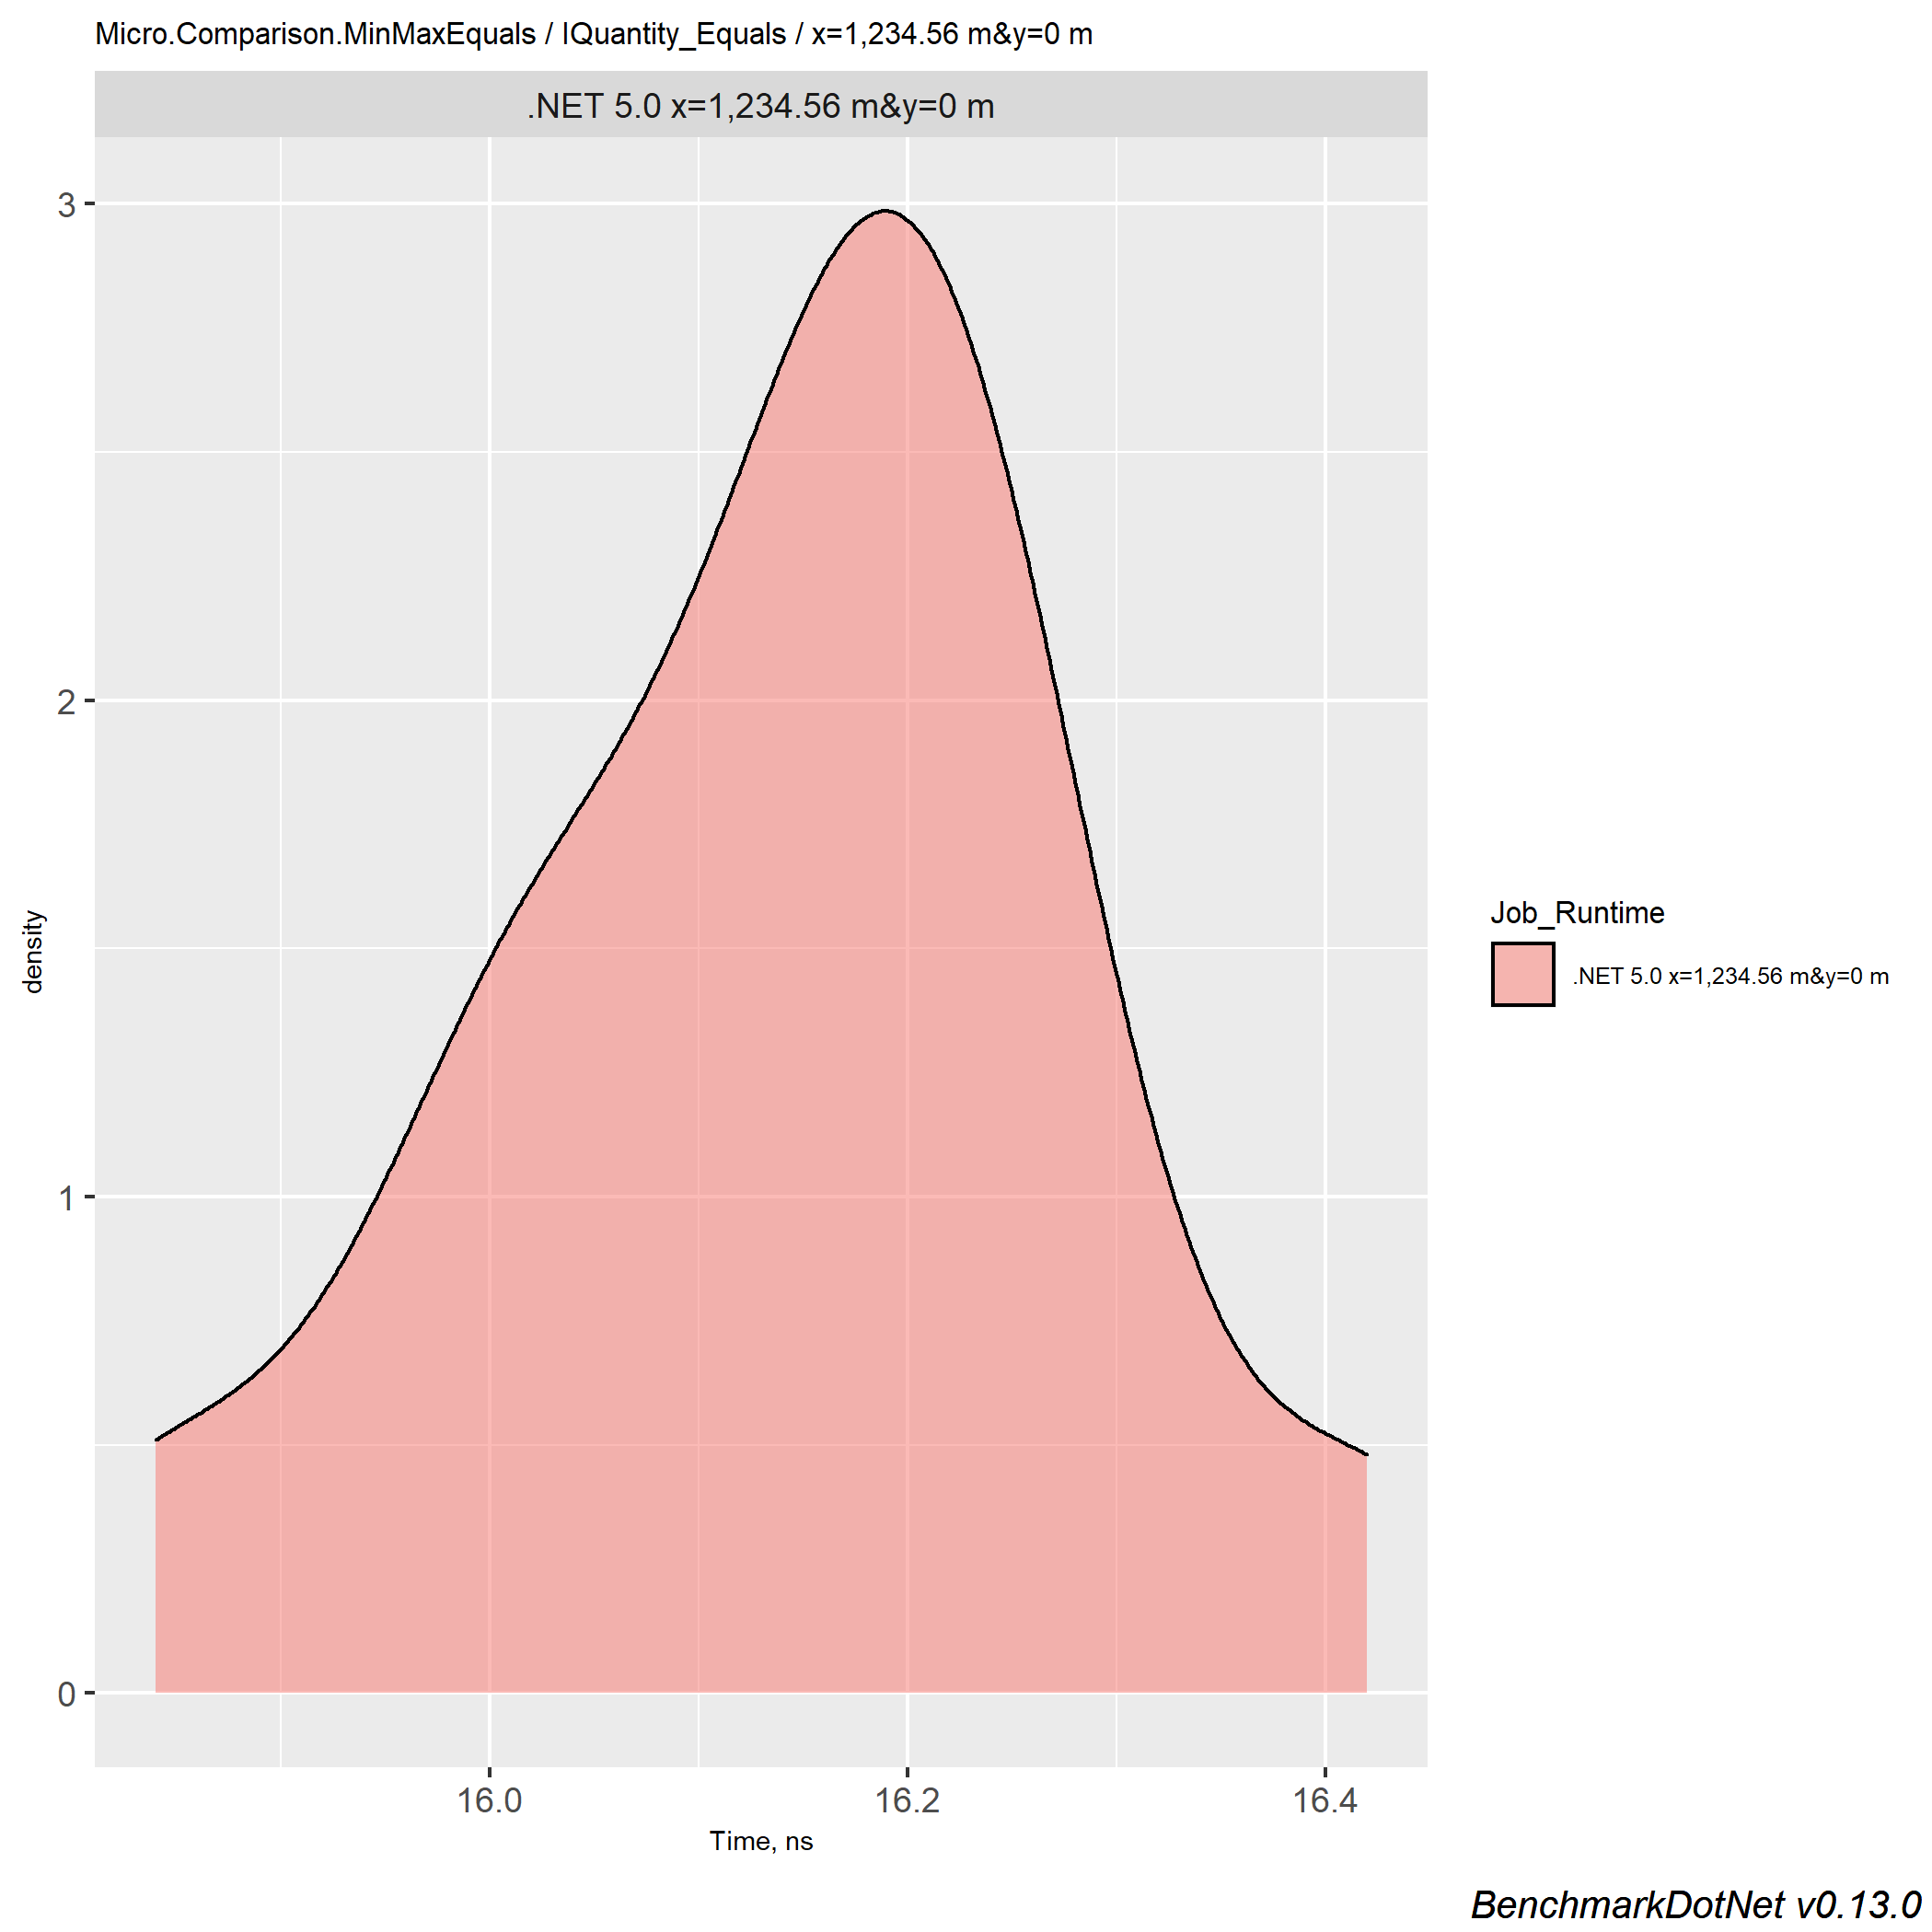 Micro.Comparison.MinMaxEquals / IQuantity_Equals / x=1,234.56 m&y=0 m
.NET 5.0 x=1,234.56 m&y=0 m
3
2
1
0
density
16.0
16.2
16.4
Time, ns
Job_Runtime
.NET 5.0 x=1,234.56 m&y=0 m
BenchmarkDotNet v0.13.0